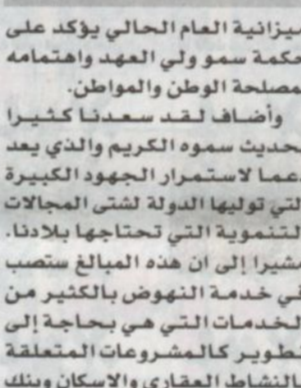 ميزانية العام الحالي يؤكد على
حكمة سمو ولي العهد واهتمامه
بمصلحة الوطن والمواطن.
وأضاف لقد سعدنا كثيرا
بحديث سموه الكريم والذي يعد
دعما لاستمرار الجهود الكبيرة
التي توليها الدولة لشتى المجالات
التنموية التي تحتاجها بلادنا.
مشيرا إلى ان هذه المبالغ ستصب
في خدمة النهوض بالكثير من
الخدمات التي هي بحاجة إلى
تطوير كالمشروعات المتعلقة
بالنشاط العقاري والاسكان وبنك